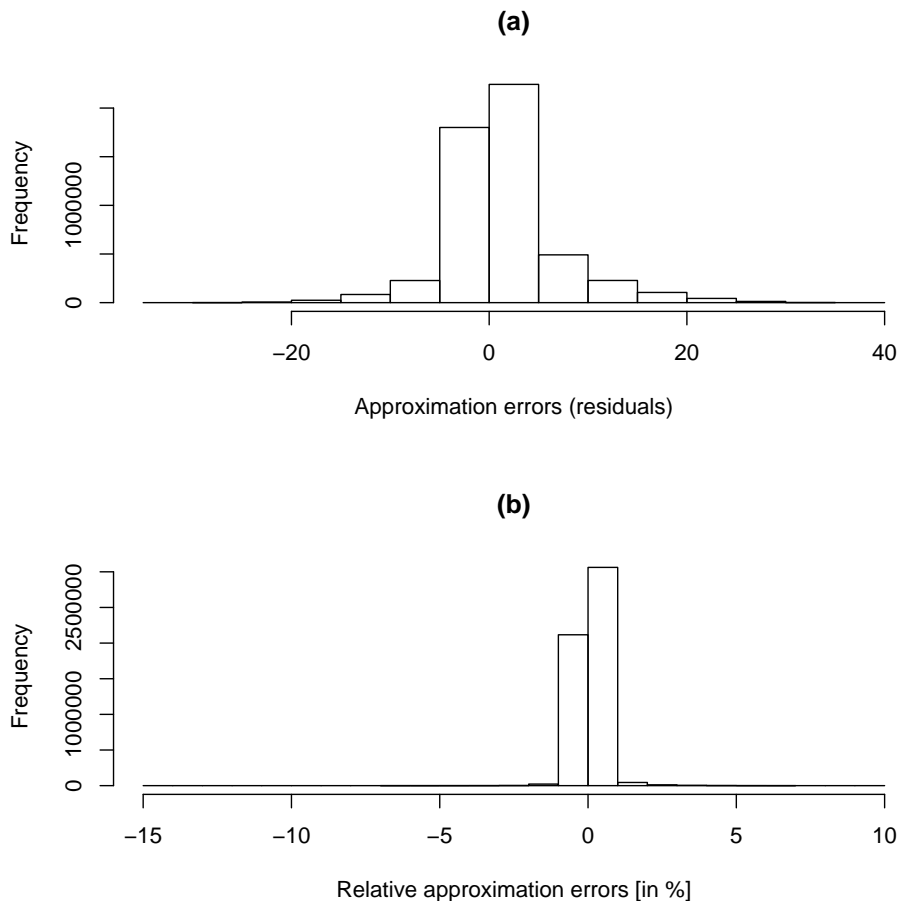 (a)
Frequency
0
1000000
−20
0
20
40
Approximation errors (residuals)
(b)
Frequency
0
1000000
2500000
−15
−10
−5
0
5
10
Relative approximation errors [in %]